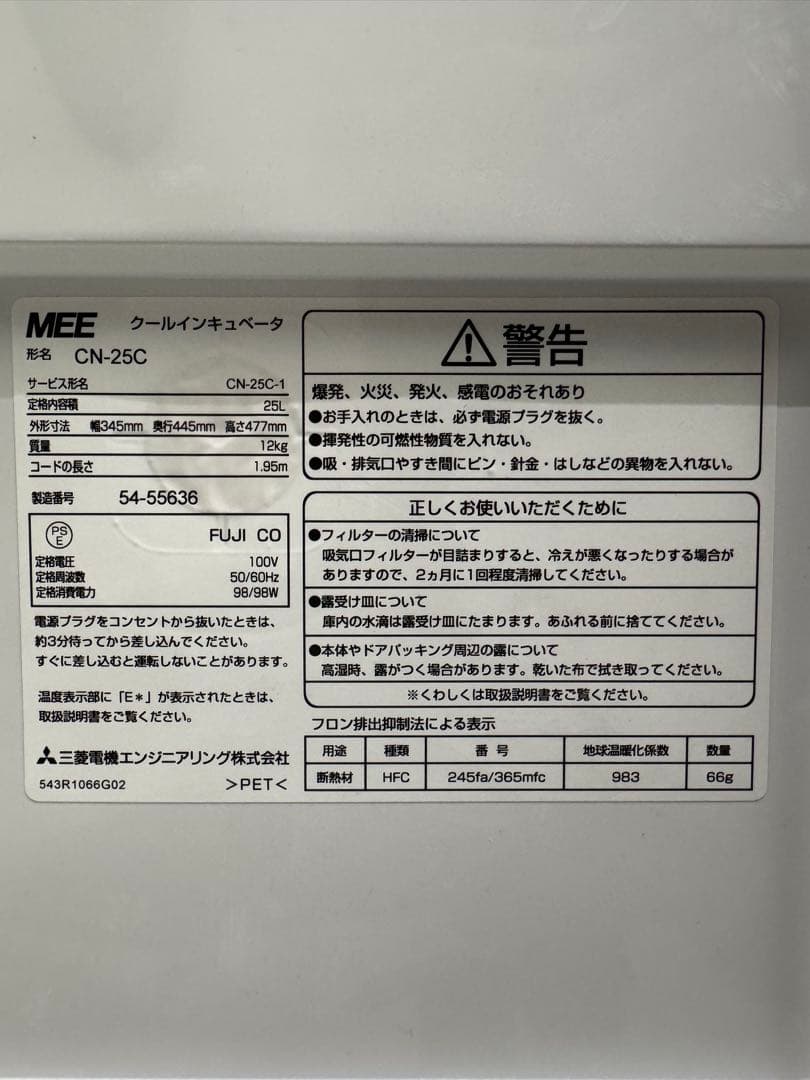 MEE クールインキュベータ
形名 CN-25C
サービス形名 CN-25C-1
定格内容積 25L
外形寸法 幅345mm 奥行445mm 高さ477mm
質量 12kg
コードの長さ 1.95m
製造番号 54-55636
PS
E
FUJI CO
定格電圧 100V
定格周波数 50/60Hz
定格消費電力 98/98W
電源プラグをコンセントから抜いたときは、
約3分待ってから差し込んでください。
すぐに差し込むと運転しないことがあります。
温度表示部に「E*」が表示されたときは、
取扱説明書をご覧ください。
三菱電機エンジニアリング株式会社
543R1066G02 >PET<
警告
爆発、火災、発火、感電のおそれあり
●お手入れのときは、必ず電源プラグを抜く。
●揮発性の可燃性物質を入れない。
●吸・排気口やすき間にピン・針金・はしなどの異物を入れない。
正しくお使いいただくために
●フィルターの清掃について
吸気口フィルターが目詰まりすると、冷えが悪くなったりする場合が
ありますので、2ヵ月に1回程度清掃してください。
●露受け皿について
庫内の水滴は露受け皿にたまります。あふれる前に捨ててください。
●本体やドアパッキング周辺の露について
高湿時、露がつく場合があります。乾いた布で拭き取ってください。
※くわしくは取扱説明書をご覧ください。
フロン排出抑制法による表示
用途 種類 番号 地球温暖化係数 数量
断熱材 HFC 245fa/365mfc 983 66g